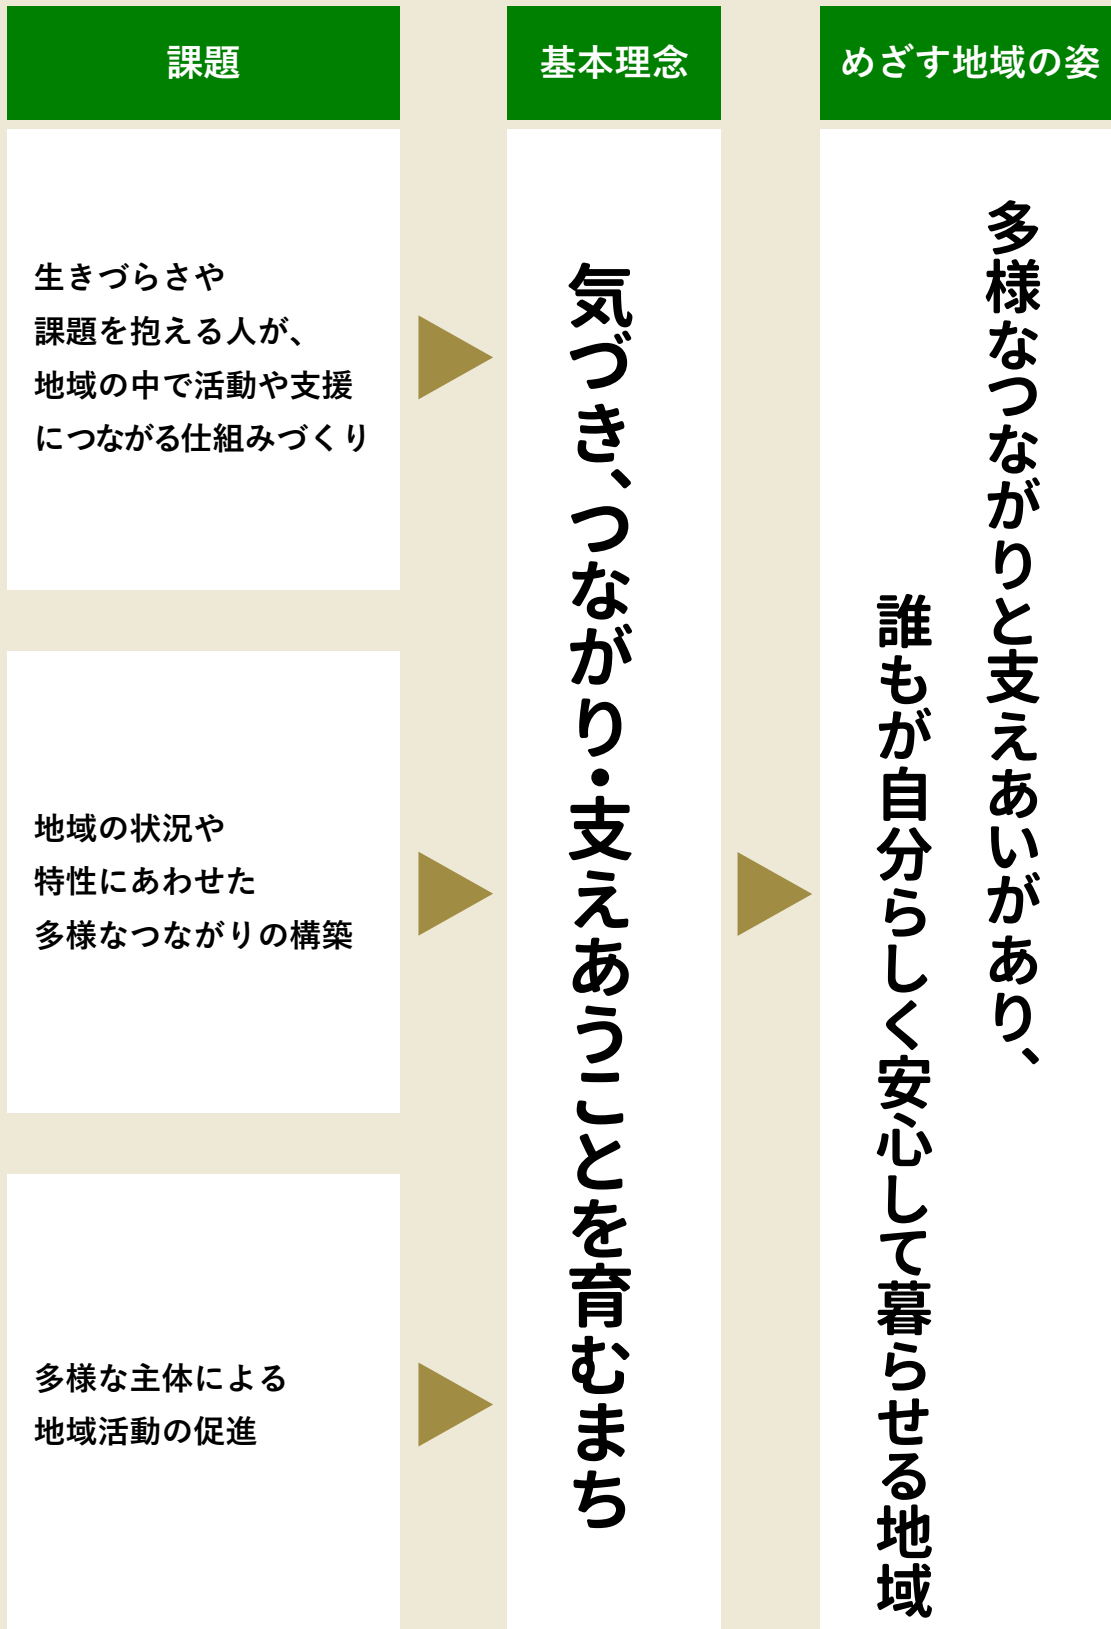 課題
生きづらさや
課題を抱える人が、
地域の中で活動や支援
につながる仕組みづくり
地域の状況や
特性にあわせた
多様なつながりの構築
多様な主体による
地域活動の促進
基本理念
気づき、つながり・支えあうことを育むまち
めざす地域の姿
多様なつながりと支えあいがあり、
誰もが自分らしく安心して暮らせる地域